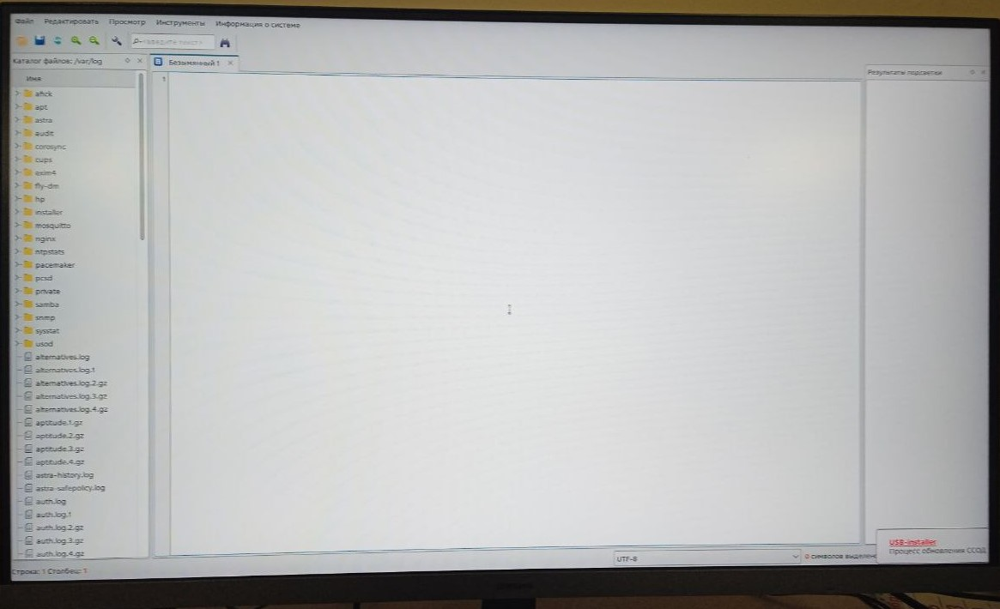 Файл Редактировать Просмотр Инструменты Информация о системе
Введите текст
Каталог файлов: /var/log
Безымянный 1
Результаты подсветки
Имя
1
afick
apt
astra
audit
corosync
cups
exim4
fly-dm
hp
installer
mosquitto
nginx
ntpstats
pacemaker
pcsd
private
samba
snmp
sysstat
usod
alternatives.log
alternatives.log.1
alternatives.log.2.gz
alternatives.log.3.gz
alternatives.log.4.gz
aptitude.1.gz
aptitude.2.gz
aptitude.3.gz
aptitude.4.gz
astra-history.log
astra-safepolicy.log
auth.log
auth.log.1
auth.log.2.gz
auth.log.3.gz
auth.log.4.gz
USB-installer
Процесс обновления ССОД
UTF-8
0 символов выделено
Строка: 1 Столбец: 1